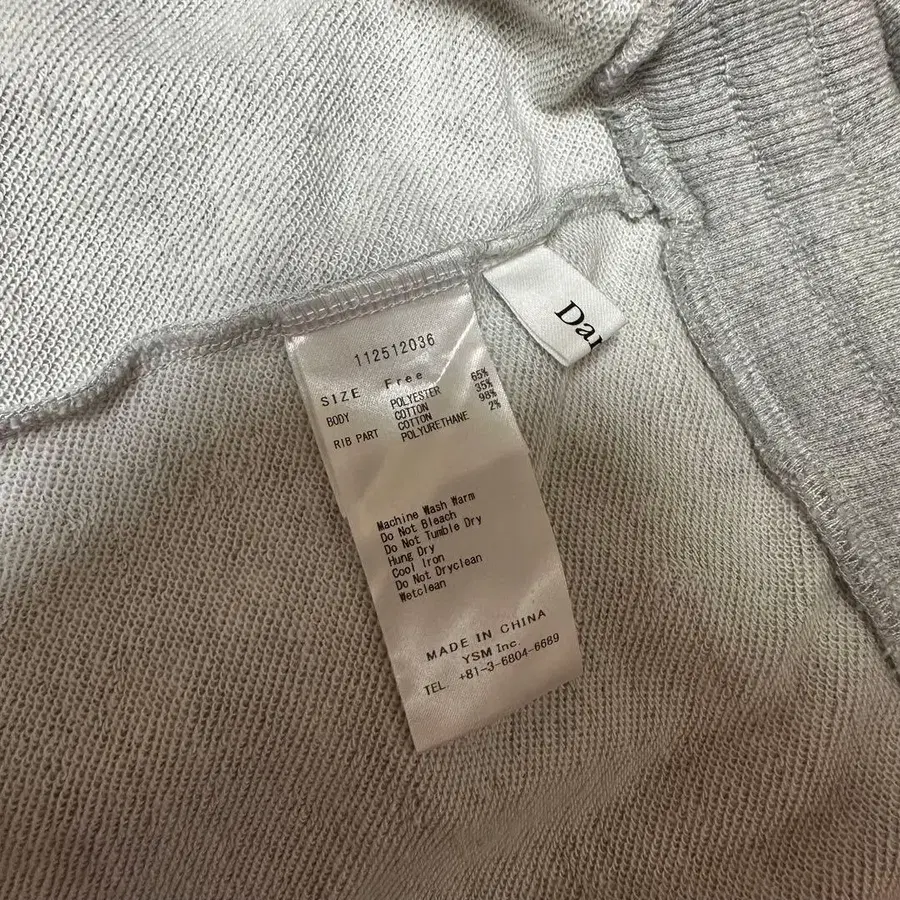 112512036
SIZE Free
BODY POLYESTER 65%
COTTON 35%
RIB PART COTTON 98%
POLYURETHANE 2%
Machine Wash Warm
Do Not Bleach
Do Not Tumble Dry
Hung Dry
Cool Iron
Do Not Dryclean
Wetclean
MADE IN CHINA
YSM Inc.
TEL. +81-3-6804-6689